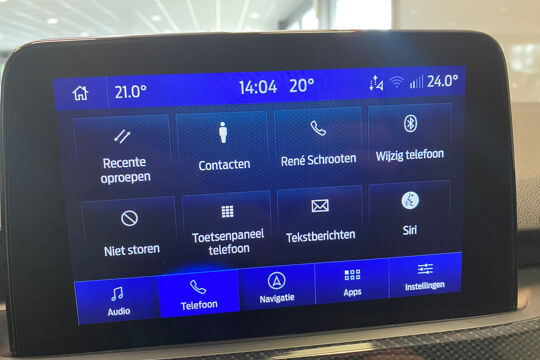 21.0°
14:04 20°
24.0°
Recente
oproepen
Contacten
René Schrooten
Wijzig telefoon
Niet storen
Toetsenpaneel
telefoon
Tekstberichten
Siri
Audio
Telefoon
Navigatie
Apps
Instellingen